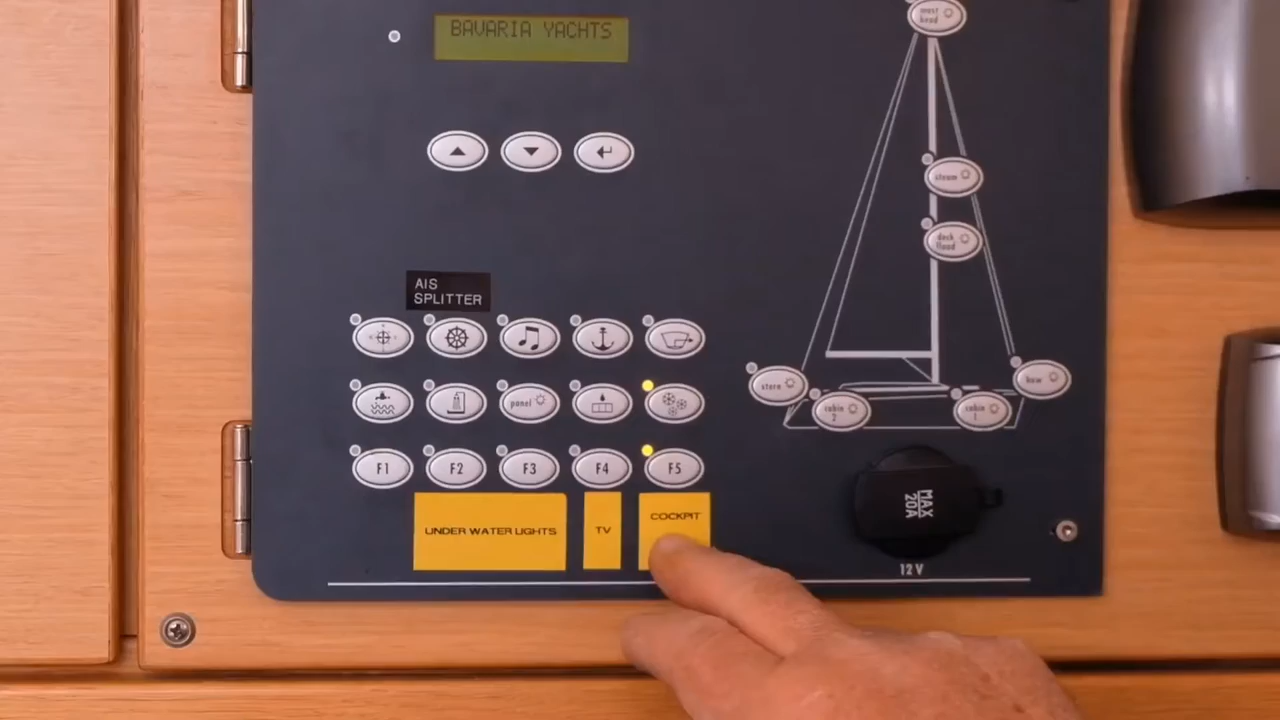 BAVARIA YACHTS
mast
head
steam
deck
flood
AIS
SPLITTER
panel
stern
cabin
2
cabin
1
bow
F1
F2
F3
F4
F5
UNDER WATER LIGHTS
TV
COCKPIT
MAX
20A
12V